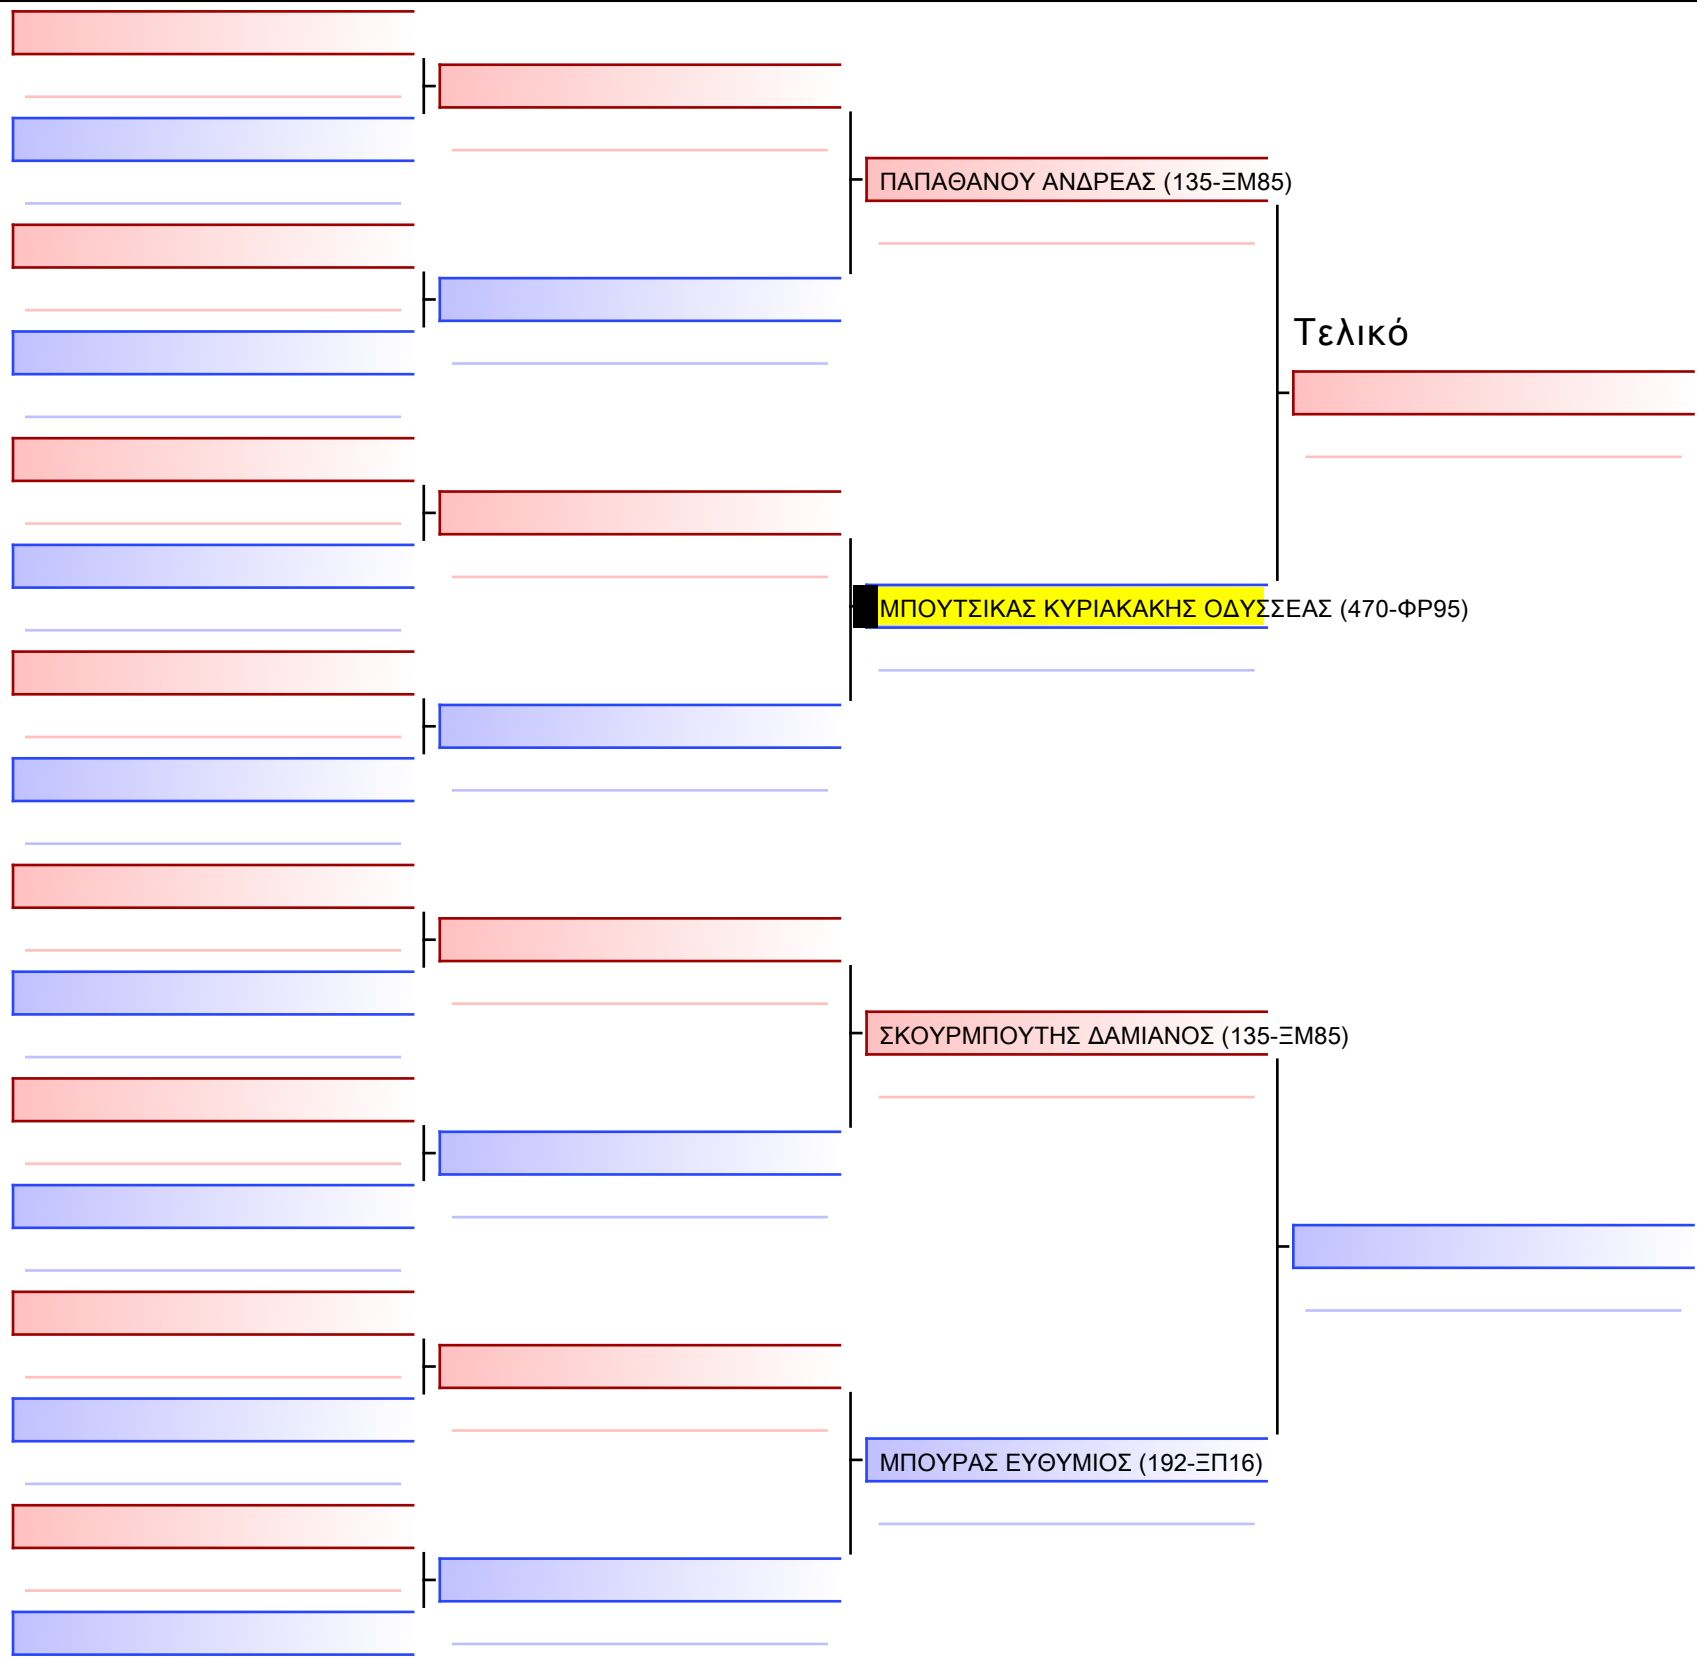 ΠΑΠΑΘΑΝΟΥ ΑΝΔΡΕΑΣ (135-ΞΜ85)
Τελικό
ΜΠΟΥΤΣΙΚΑΣ ΚΥΡΙΑΚΑΚΗΣ ΟΔΥΣΣΕΑΣ (470-ΦΡ95)
ΣΚΟΥΡΜΠΟΥΤΗΣ ΔΑΜΙΑΝΟΣ (135-ΞΜ85)
ΜΠΟΥΡΑΣ ΕΥΘΥΜΙΟΣ (192-ΞΠ16)